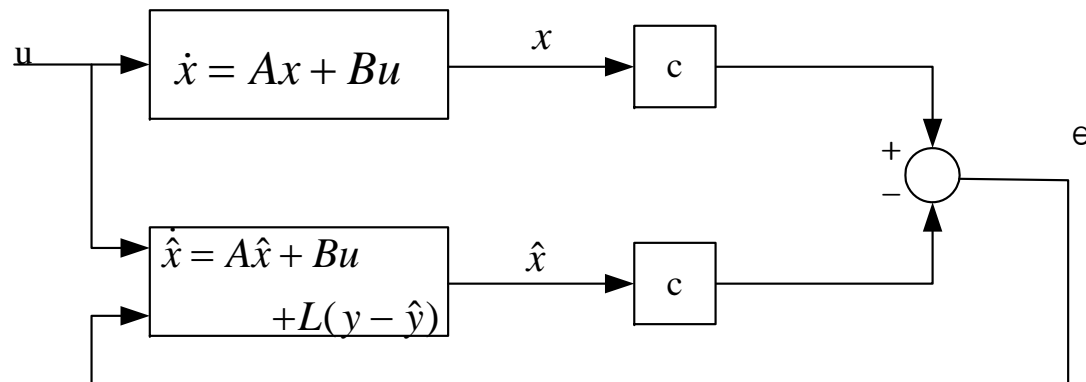 u
ẋ = Ax + Bu
x
c
+
−
e
x̂̇ = Ax̂ + Bu
+L(y − ŷ)
x̂
c